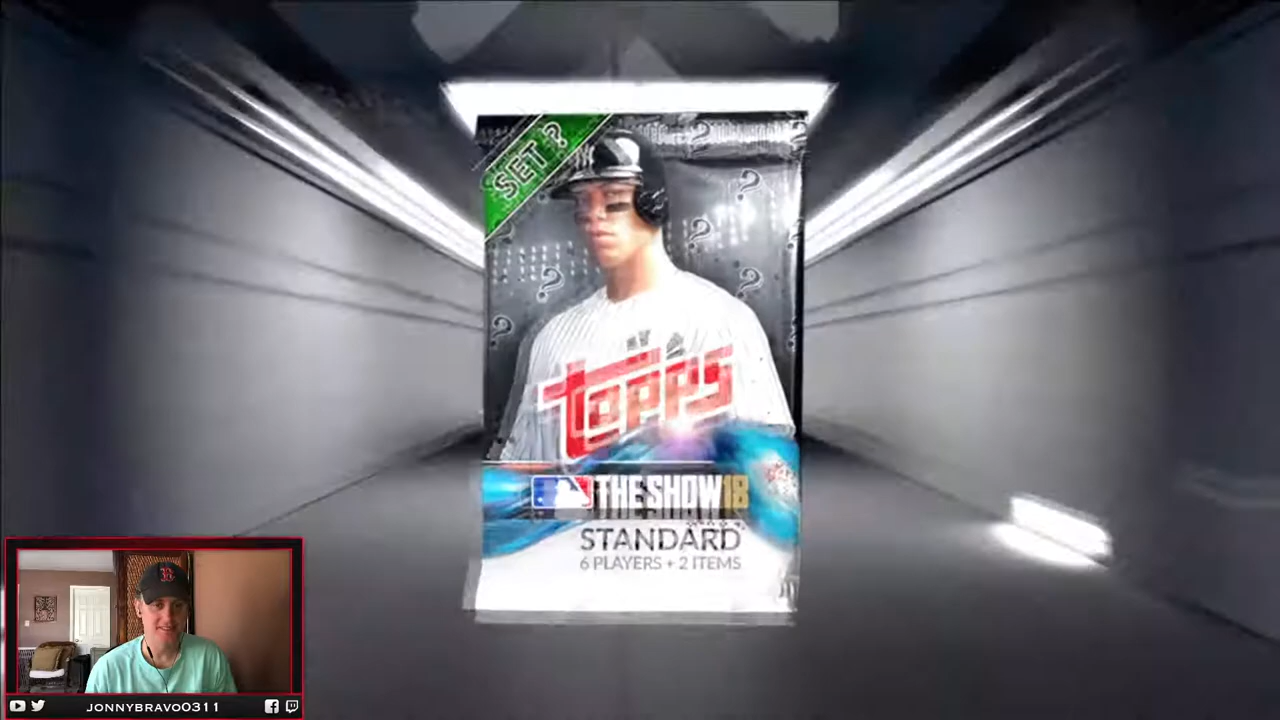 SET ?
topps
THE SHOW 18
STANDARD
6 PLAYERS + 2 ITEMS
JONNYBRAVO0311